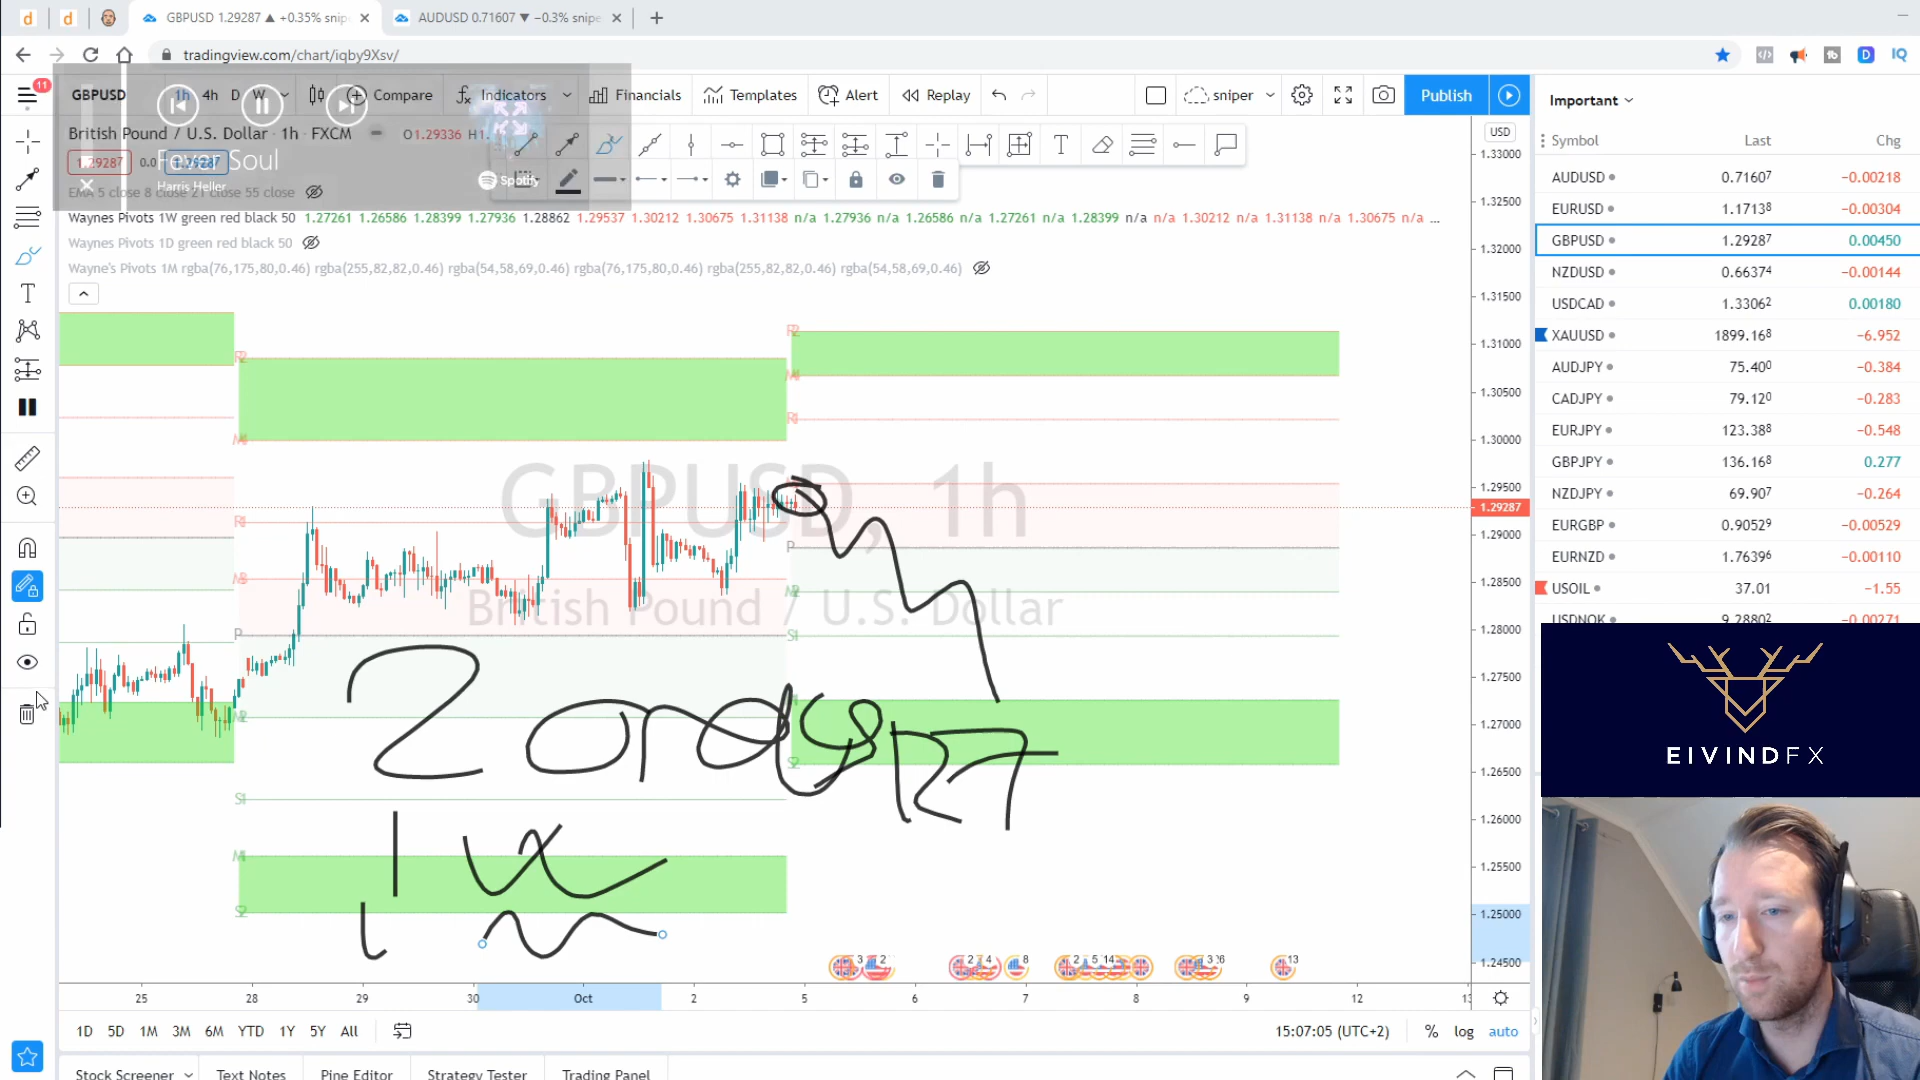 GBPUSD 1.29287 ▲ +0.35% snip
AUDUSD 0.71607 ▼ −0.3% snipe
tradingview.com/chart/iqby9Xsv/
11
GBPUSD 1h 4h D W Compare Indicators Financials Templates Alert Replay sniper Publish
British Pound / U.S. Dollar · 1h · FXCM O1.29336 H1.
1.29287 0.0 1.29287
Fever Soul
Harris Heller
Spotify
EMA 5 close 8 close 21 close 55 close
Waynes Pivots 1W green red black 50 1.27261 1.26586 1.28399 1.27936 1.28862 1.29537 1.30212 1.30675 1.31138 n/a 1.27936 n/a 1.26586 n/a 1.27261 n/a 1.28399 n/a n/a 1.30212 n/a 1.31138 n/a 1.30675 n/a ...
Waynes Pivots 1D green red black 50
Wayne's Pivots 1M rgba(76,175,80,0.46) rgba(255,82,82,0.46) rgba(54,58,69,0.46) rgba(76,175,80,0.46) rgba(255,82,82,0.46) rgba(54,58,69,0.46)
GBPUSD, 1h
British Pound / U.S. Dollar
USD
1.33000
1.32500
1.32000
1.31500
1.31000
1.30500
1.30000
1.29500
1.29287
1.29000
1.28500
1.28000
1.27500
1.27000
1.26500
1.26000
1.25500
1.25000
1.24500
25 28 29 30 Oct 2 5 6 7 8 9 12 13
1D 5D 1M 3M 6M YTD 1Y 5Y All
15:07:05 (UTC+2) % log auto
Stock Screener Text Notes Pine Editor Strategy Tester Trading Panel
Important
Symbol Last Chg
AUDUSD 0.71607 −0.00218
EURUSD 1.17138 −0.00304
GBPUSD 1.29287 0.00450
NZDUSD 0.66374 −0.00144
USDCAD 1.33062 0.00180
XAUUSD 1899.168 −6.952
AUDJPY 75.400 −0.384
CADJPY 79.120 −0.283
EURJPY 123.388 −0.548
GBPJPY 136.168 0.277
NZDJPY 69.907 −0.264
EURGBP 0.90529 −0.00529
EURNZD 1.76396 −0.00110
USOIL 37.01 −1.55
USDNOK 9.28802 −0.00271
EIVINDFX